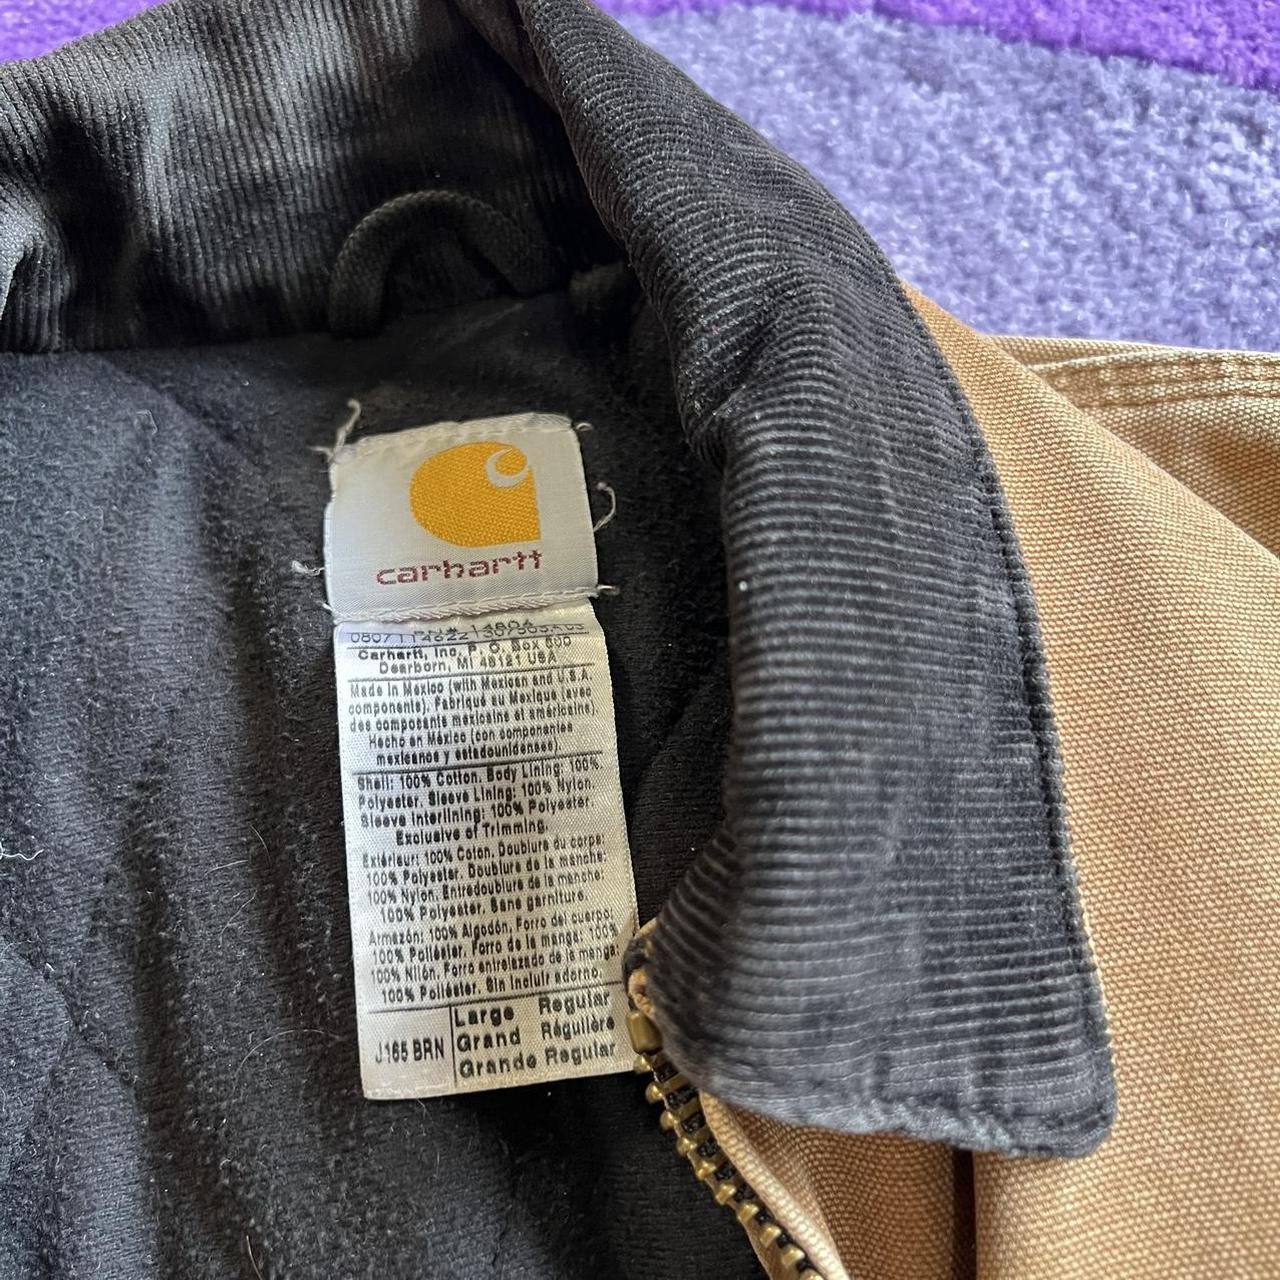 carhartt
Carhartt, Inc. P. O. Box 600
Dearborn, MI 48121 USA
Made in Mexico (with Mexican and U.S.A.
components). Fabriqué au Mexique (avec
des composants mexicains et américains)
Hecho en México (con componentes
mexicanos y estadounidenses).
Shell: 100% Cotton. Body Lining: 100%
Polyester. Sleeve Lining: 100% Nylon.
Sleeve Interlining: 100% Polyester.
Exclusive of Trimming.
Extérieur: 100% Coton. Doublure du corps:
100% Polyester. Doublure de la manche:
100% Nylon. Entredoublure de la manche:
100% Polyester. Sans garniture.
Armazón: 100% Algodón. Forro del cuerpo:
100% Poliéster. Forro de la manga: 100%
100% Nilón. Forro entrelazado de la manga:
100% Poliéster. Sin incluir adorno.
J165 BRN
Large Regular
Grand Régulière
Grande Regular